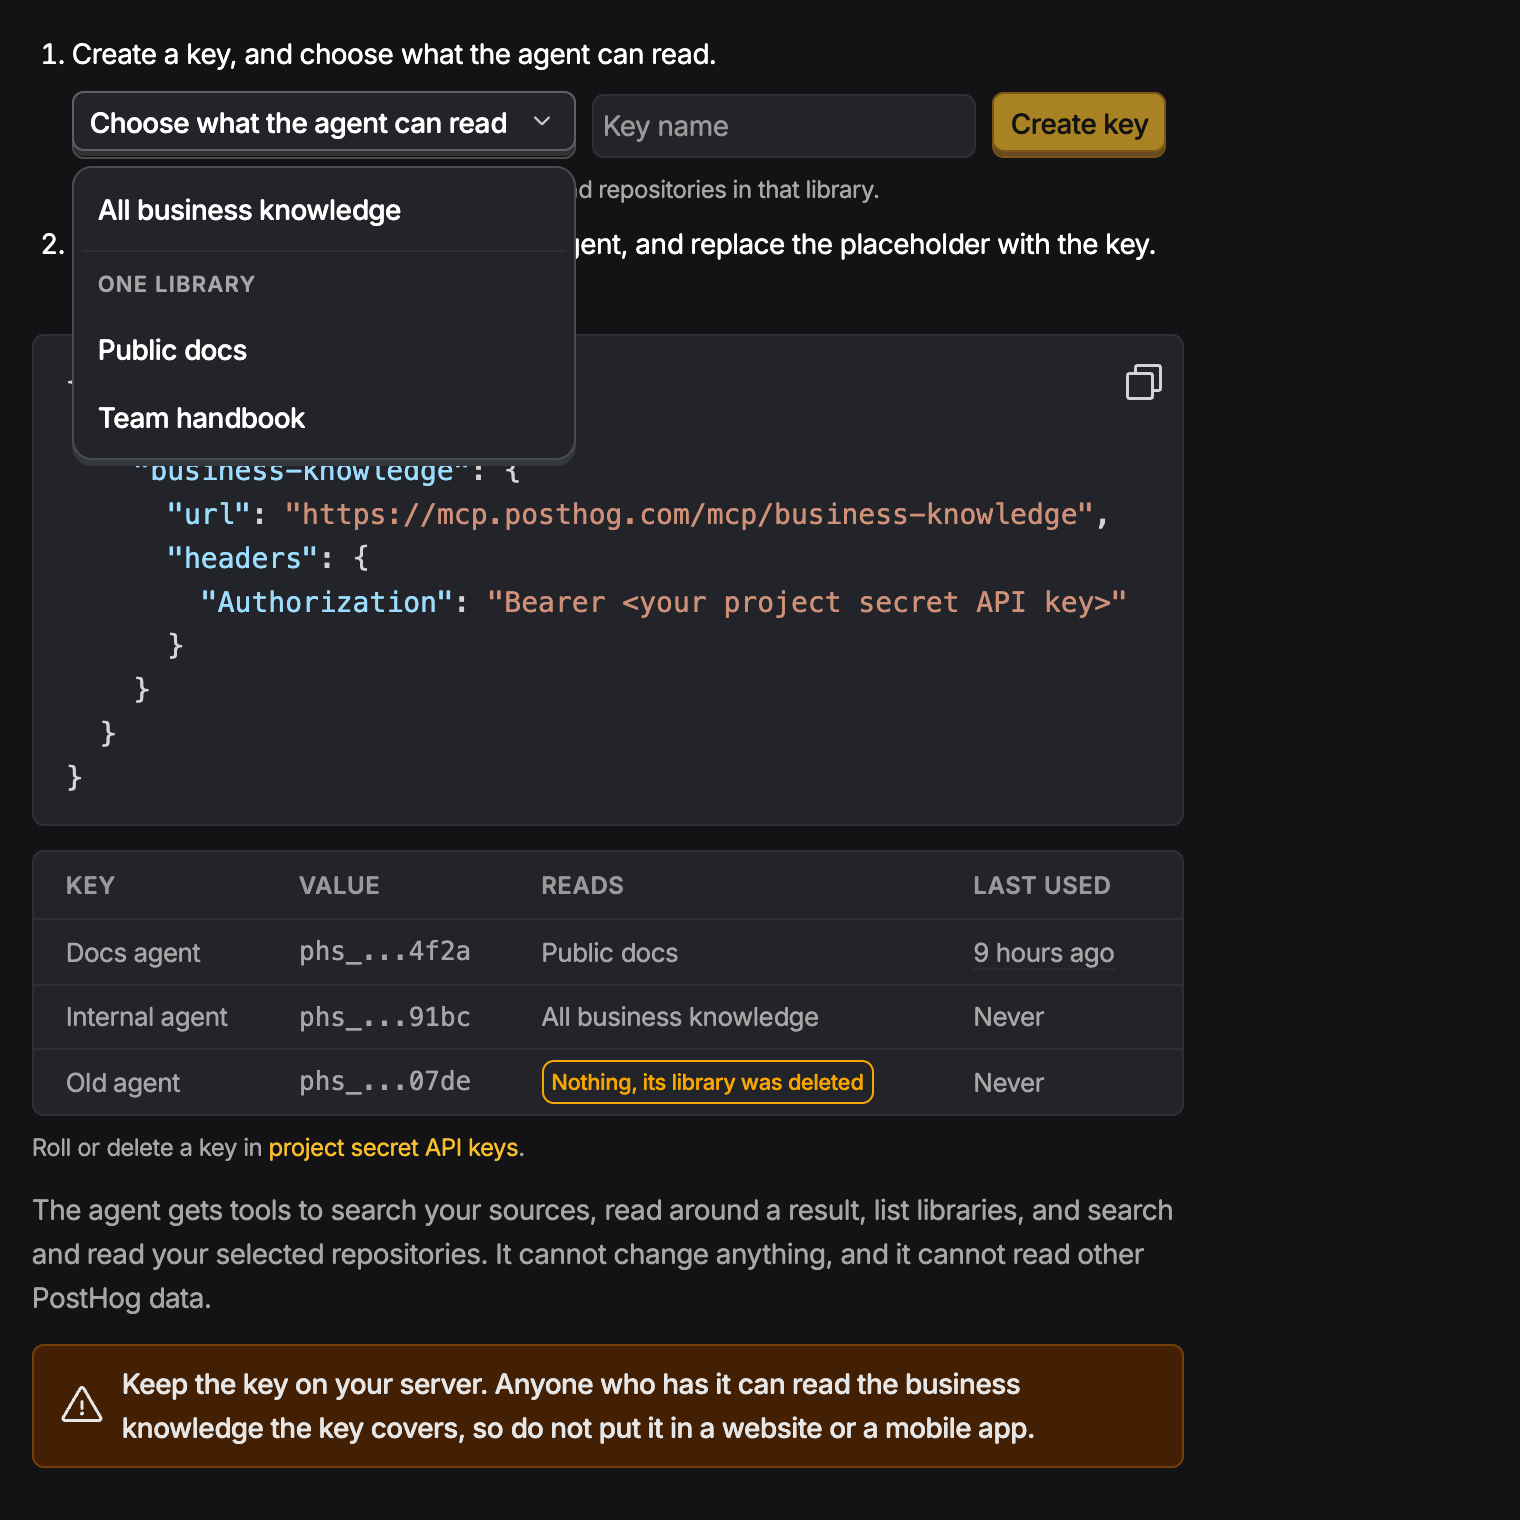 1. Create a key, and choose what the agent can read.
Choose what the agent can read
Key name
Create key
All business knowledge
repositories in that library.
2.
and replace the placeholder with the key.
ONE LIBRARY
Public docs
Team handbook
"business-knowledge": {
"url": "https://mcp.posthog.com/mcp/business-knowledge",
"headers": {
"Authorization": "Bearer <your project secret API key>"
}
}
}
}
KEY VALUE READS LAST USED
Docs agent phs_...4f2a Public docs 9 hours ago
Internal agent phs_...91bc All business knowledge Never
Old agent phs_...07de Nothing, its library was deleted Never
Roll or delete a key in project secret API keys.
The agent gets tools to search your sources, read around a result, list libraries, and search
and read your selected repositories. It cannot change anything, and it cannot read other
PostHog data.
Keep the key on your server. Anyone who has it can read the business
knowledge the key covers, so do not put it in a website or a mobile app.